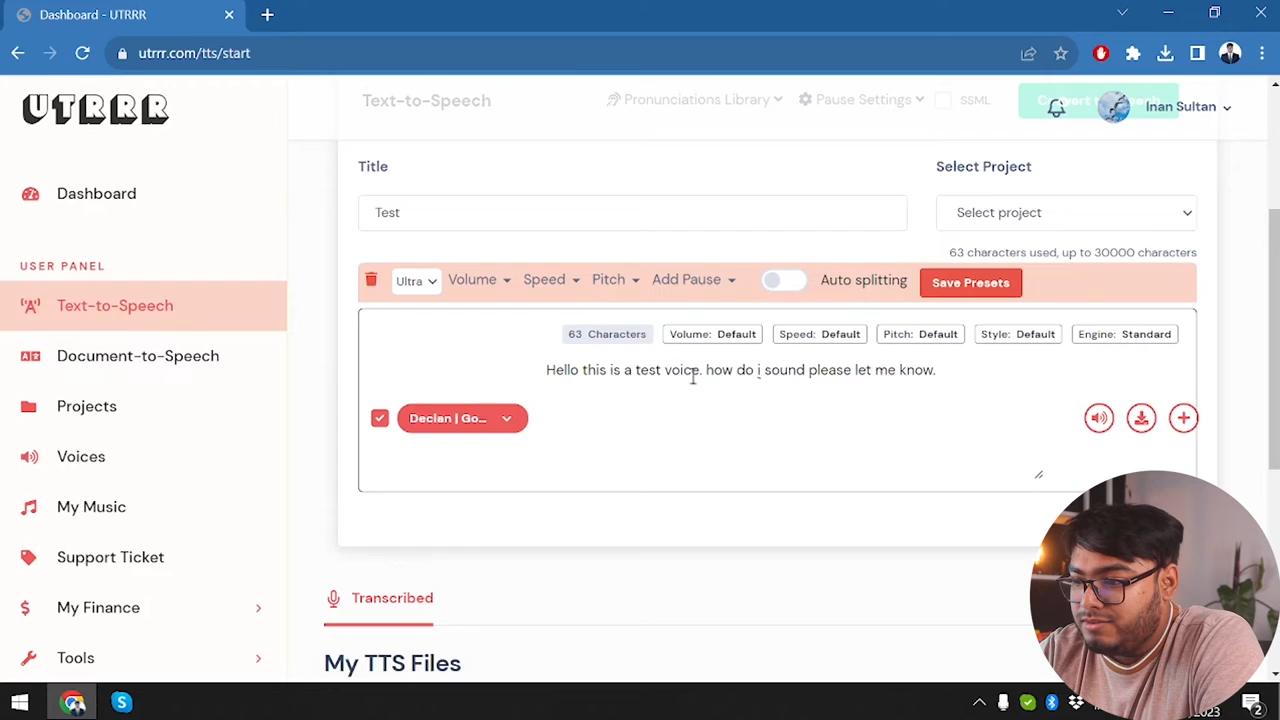 Dashboard - UTRRR
utrrr.com/tts/start
UTRRR
Text-to-Speech
Pronunciations Library
Pause Settings
SSML
Inan Sultan
Dashboard
USER PANEL
Text-to-Speech
Document-to-Speech
Projects
Voices
My Music
Support Ticket
My Finance
Tools
Title
Select Project
Test
Select project
63 characters used, up to 30000 characters
Ultra
Volume
Speed
Pitch
Add Pause
Auto splitting
Save Presets
63 Characters
Volume: Default
Speed: Default
Pitch: Default
Style: Default
Engine: Standard
Hello this is a test voice. how do i sound please let me know.
Declan | Go...
Transcribed
My TTS Files
2023
2